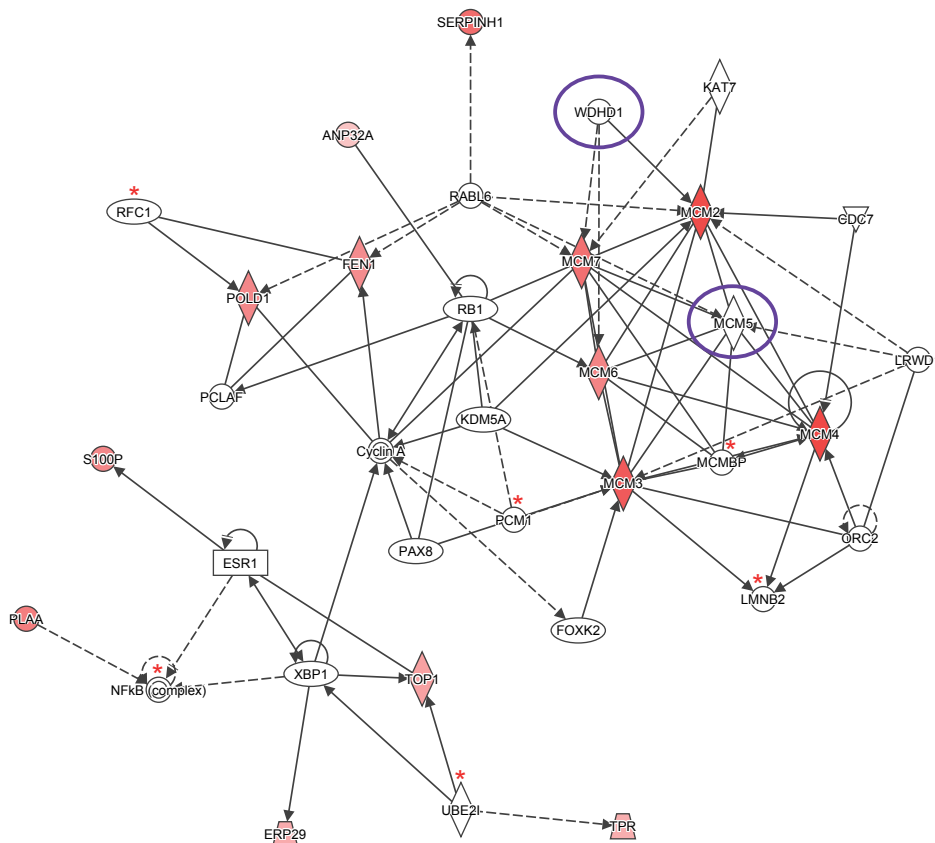 SERPINH1
KAT7
WDHD1
ANP32A
RABL6
*
RFC1
MCM2
CDC7
MCM7
FEN1
POLD1
RB1
MCM5
LRWD
MCM6
PCLAF
KDM5A
MCM4
*
Cyclin A
S100P
MCMBP
MCM3
*
PCM1
ORC2
PAX8
ESR1
*
LMNB2
PLAA
FOXK2
*
XBP1
TOP1
NFkB (complex)
*
UBE2I
TPR
ERP29